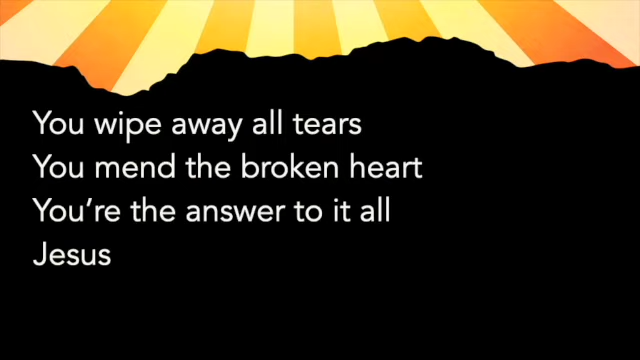 You wipe away all tears
You mend the broken heart
You’re the answer to it all
Jesus